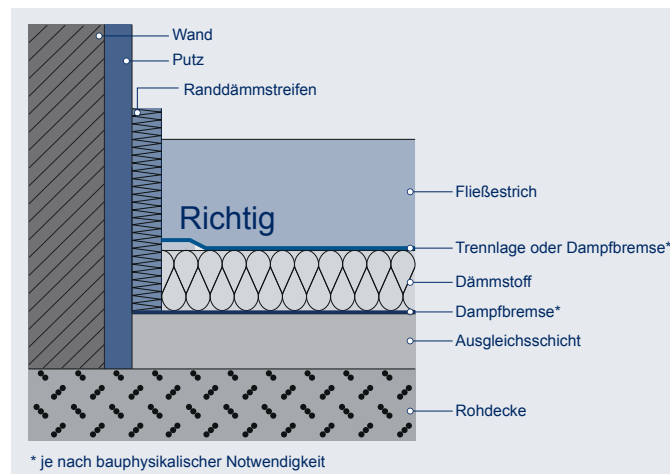 Wand
Putz
Randdämmstreifen
Fließestrich
Richtig
Trennlage oder Dampfbremse*
Dämmstoff
Dampfbremse*
Ausgleichsschicht
Rohdecke
* je nach bauphysikalischer Notwendigkeit